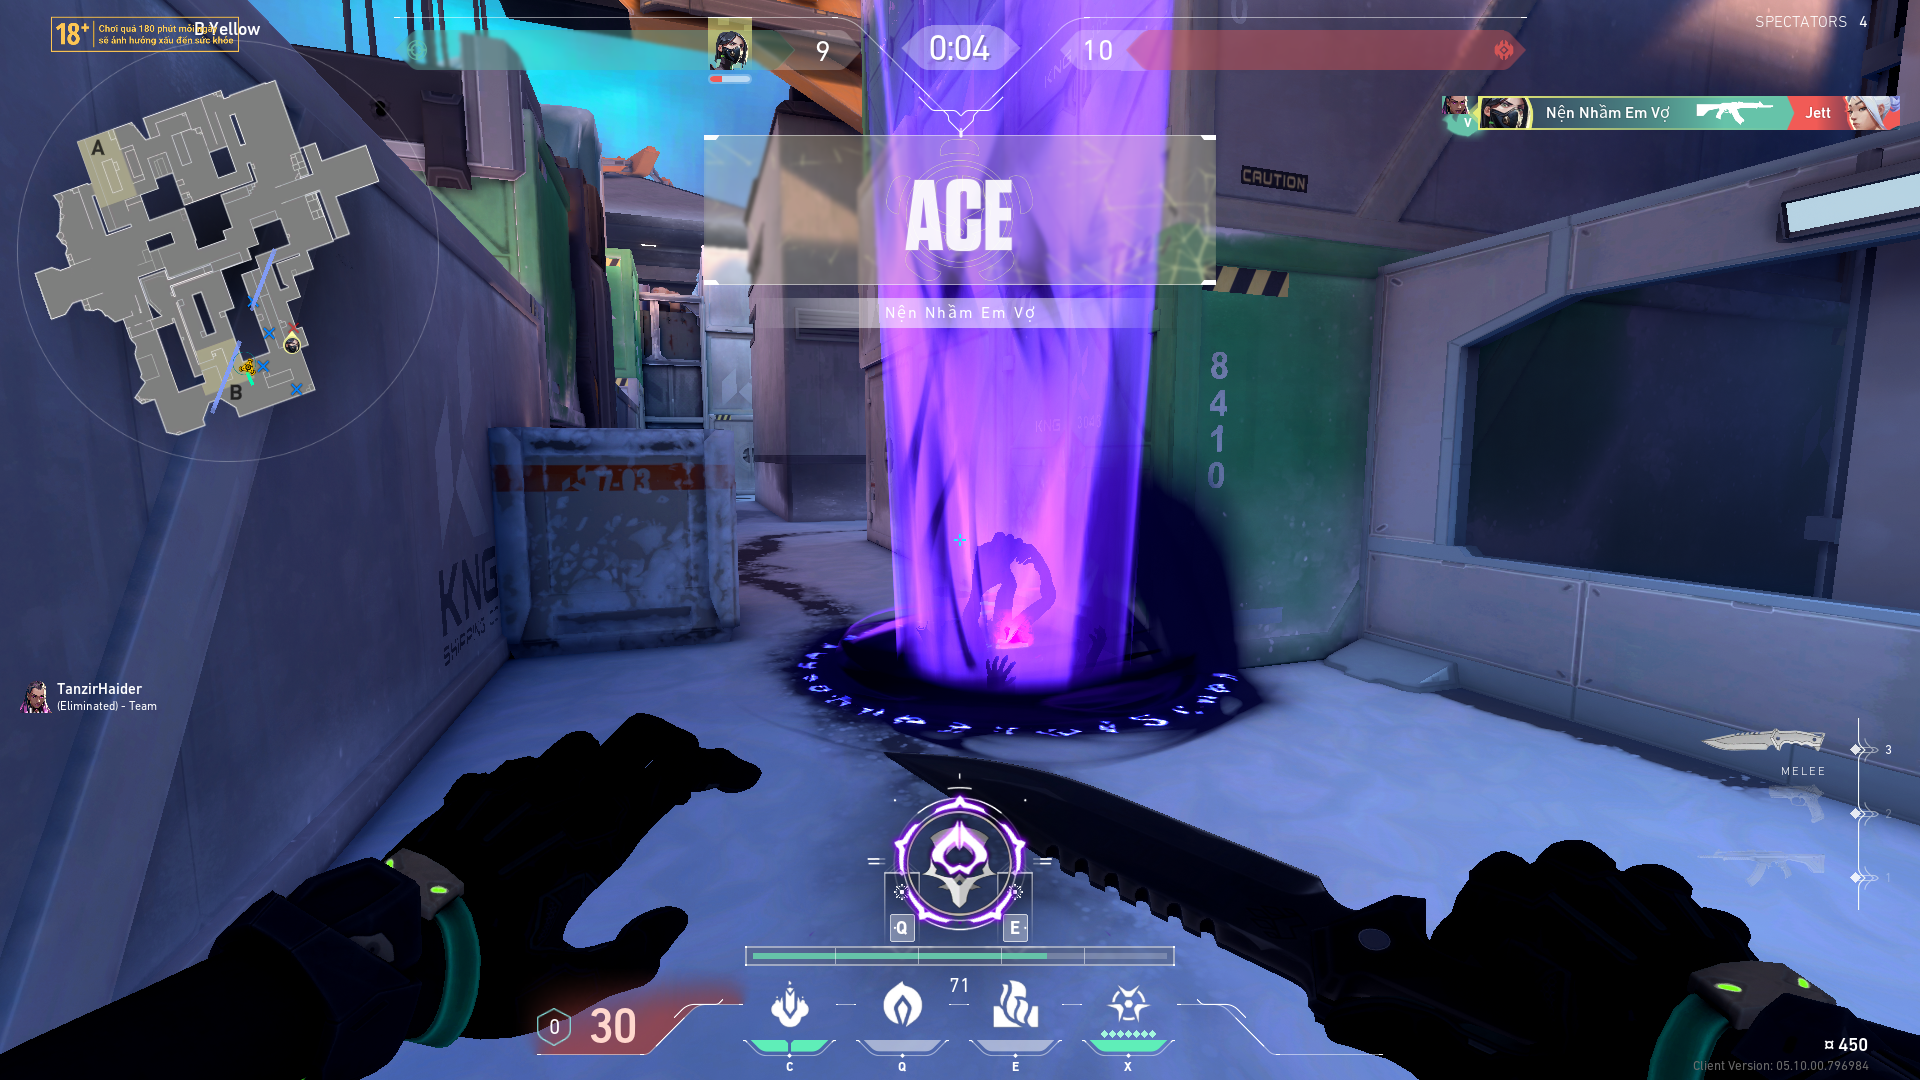 18+
Chơi quá 180 phút mỗi ngày
sẽ ảnh hưởng xấu đến sức khỏe
B Yellow
9
0:04
10
SPECTATORS 4
Nện Nhầm Em Vợ
Jett
V
A
B
CAUTION
ACE
Nện Nhầm Em Vợ
8
4
1
0
KNG
SHIPPING
TanzirHaider
(Eliminated) - Team
3
MELEE
2
1
Q
E
71
0
30
C
Q
E
X
¤ 450
Client Version: 05.10.00.796984